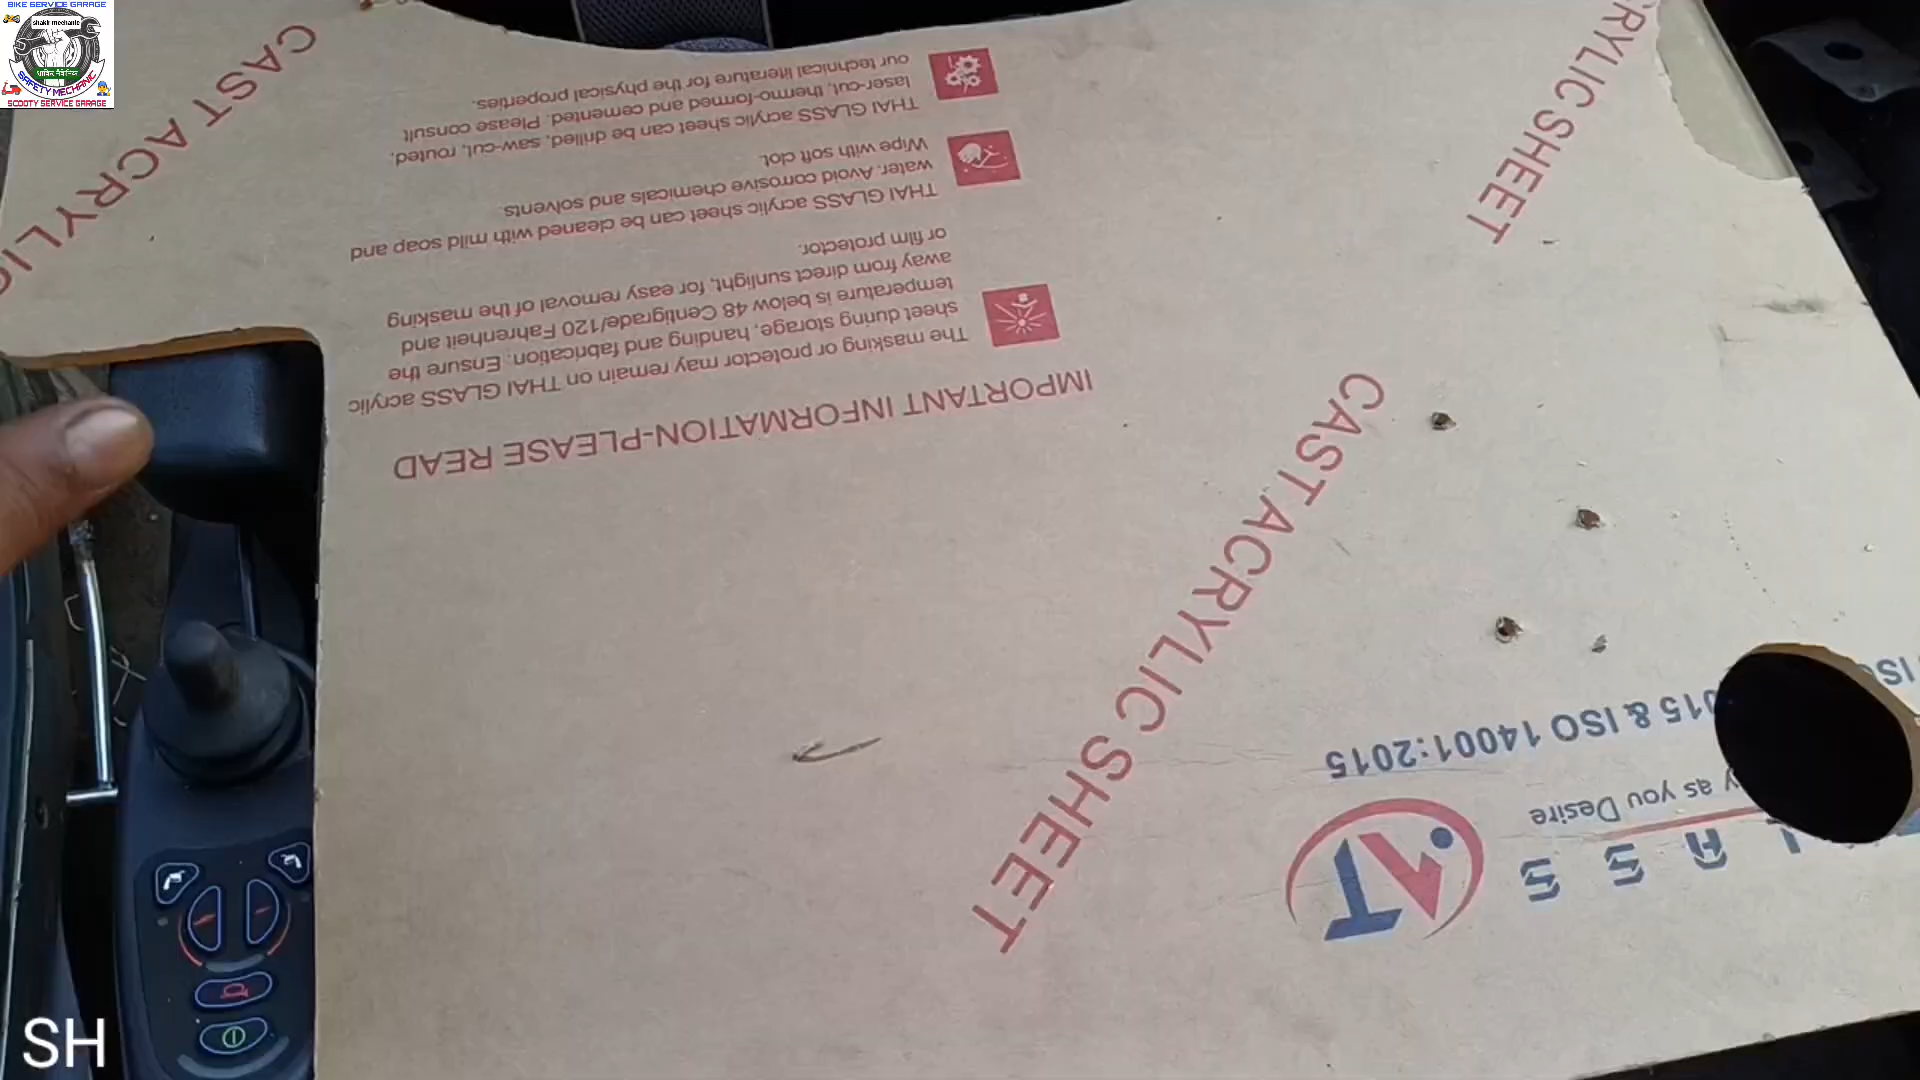 BIKE SERVICE GARAGE
shakir mechanic
SAFETY MECHANIC
SCOOTY SERVICE GARAGE
CAST ACRYLIC
CRYLIC SHEET
CAST ACRYLIC SHEET
IMPORTANT INFORMATION-PLEASE READ
The masking or protector may remain on THAI GLASS acrylic
sheet during storage, handing and fabrication. Ensure the
temperature is below 48 Centigrade/120 Fahrenheit and
away from direct sunlight, for easy removal of the masking
or film protector.
THAI GLASS acrylic sheet can be cleaned with mild soap and
water. Avoid corrosive chemicals and solvents
Wipe with soft clot.
THAI GLASS acrylic sheet can be drilled, saw-cut, routed,
laser-cut, thermo-formed and cemented. Please consult
our technical literature for the physical properties.
L A S S
y as you Desire
015 & ISO 14001:2015
SH